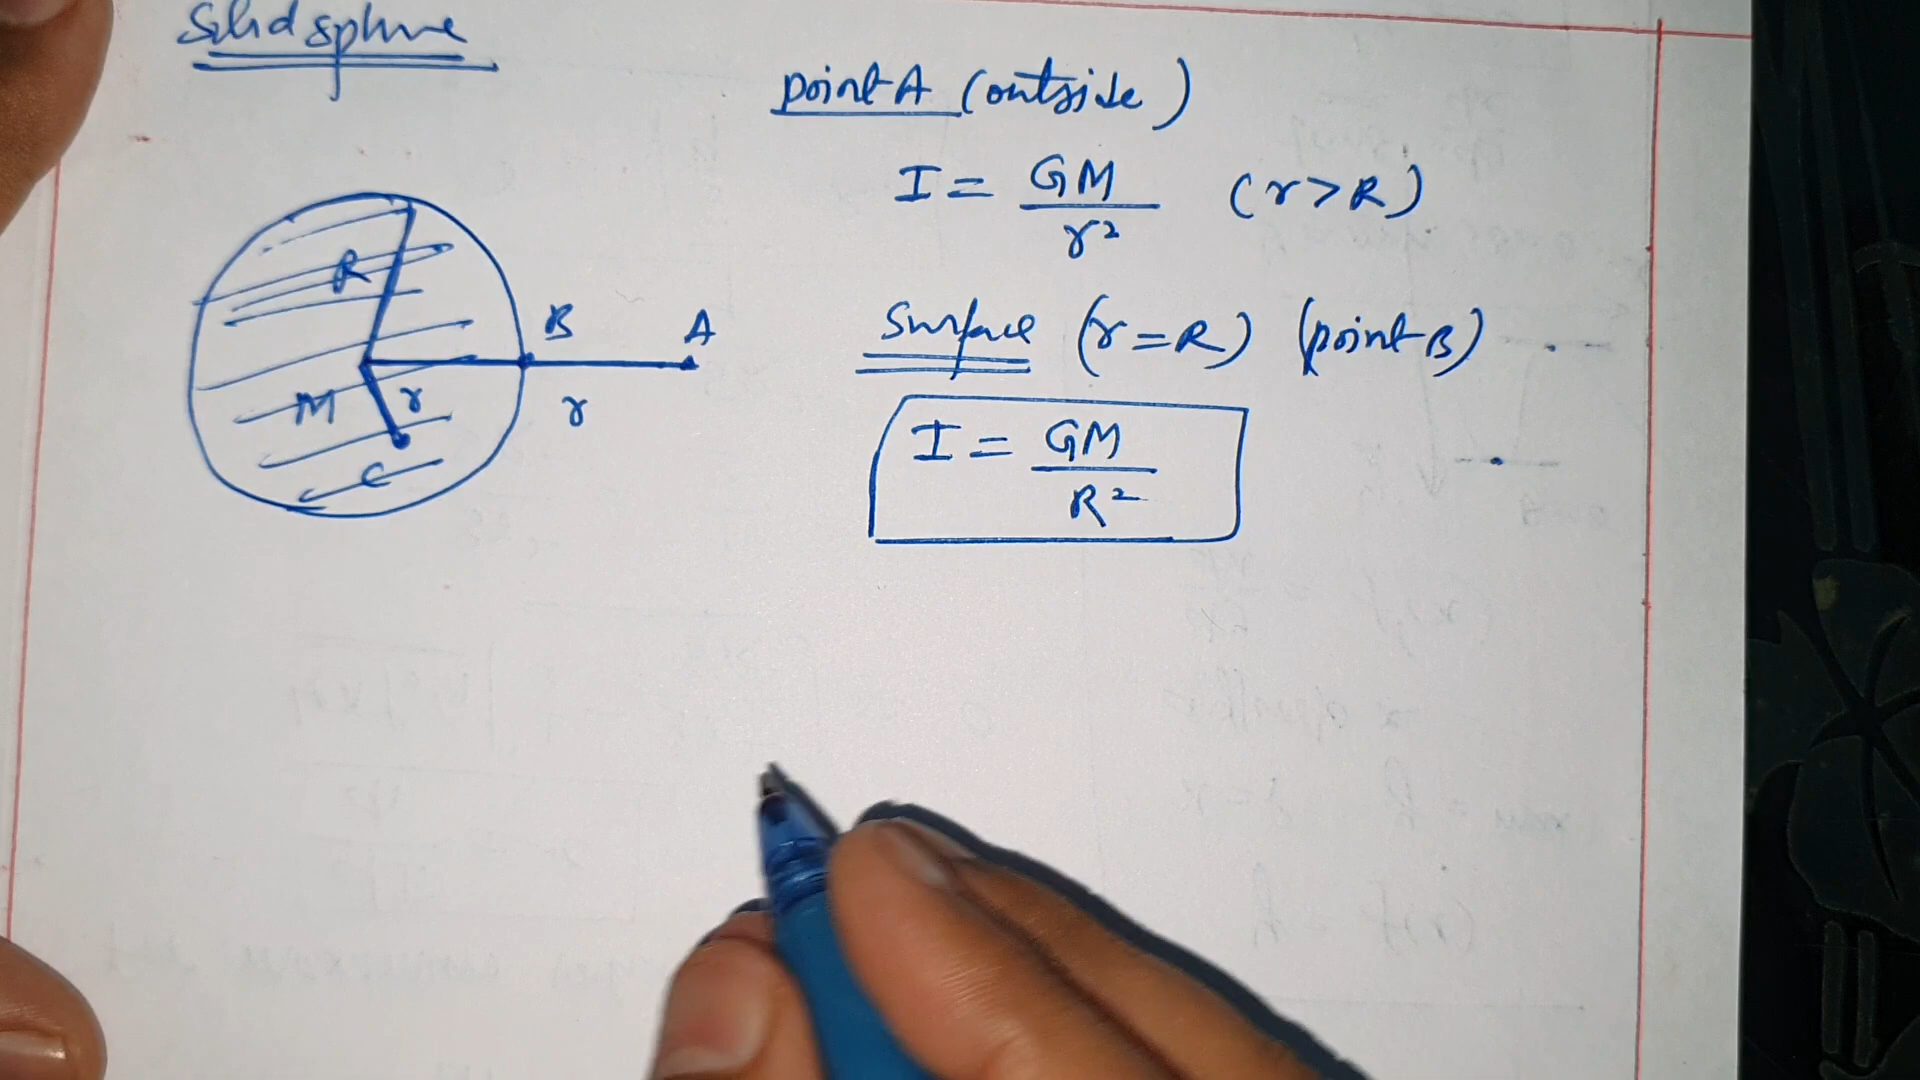 Solid sphere
point A (outside)
I = GM / r² (r > R)
Surface (r = R) (point B)
I = GM / R²
R
B
A
M
r
r
C